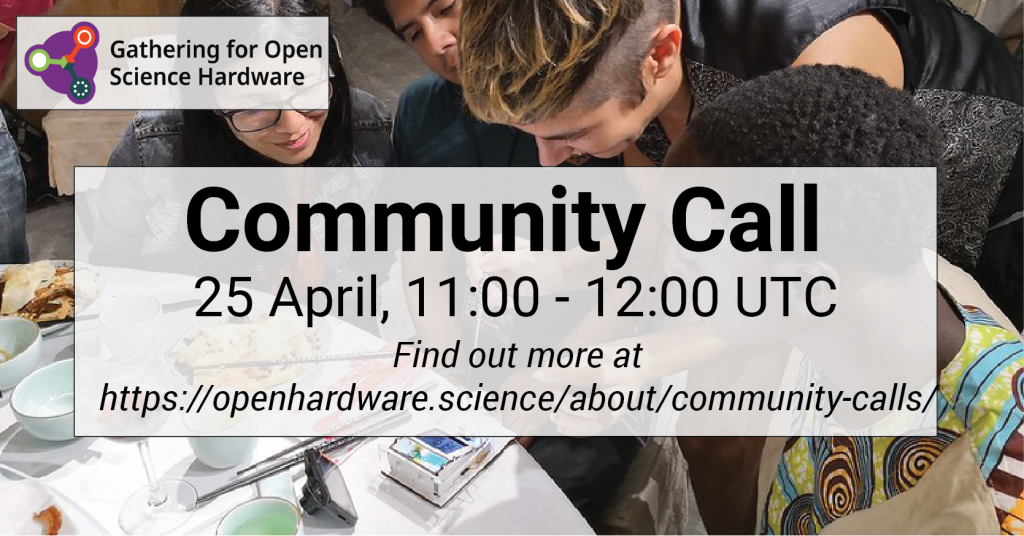 Gathering for Open
Science Hardware
Community Call
25 April, 11:00 - 12:00 UTC
Find out more at
https://openhardware.science/about/community-calls/